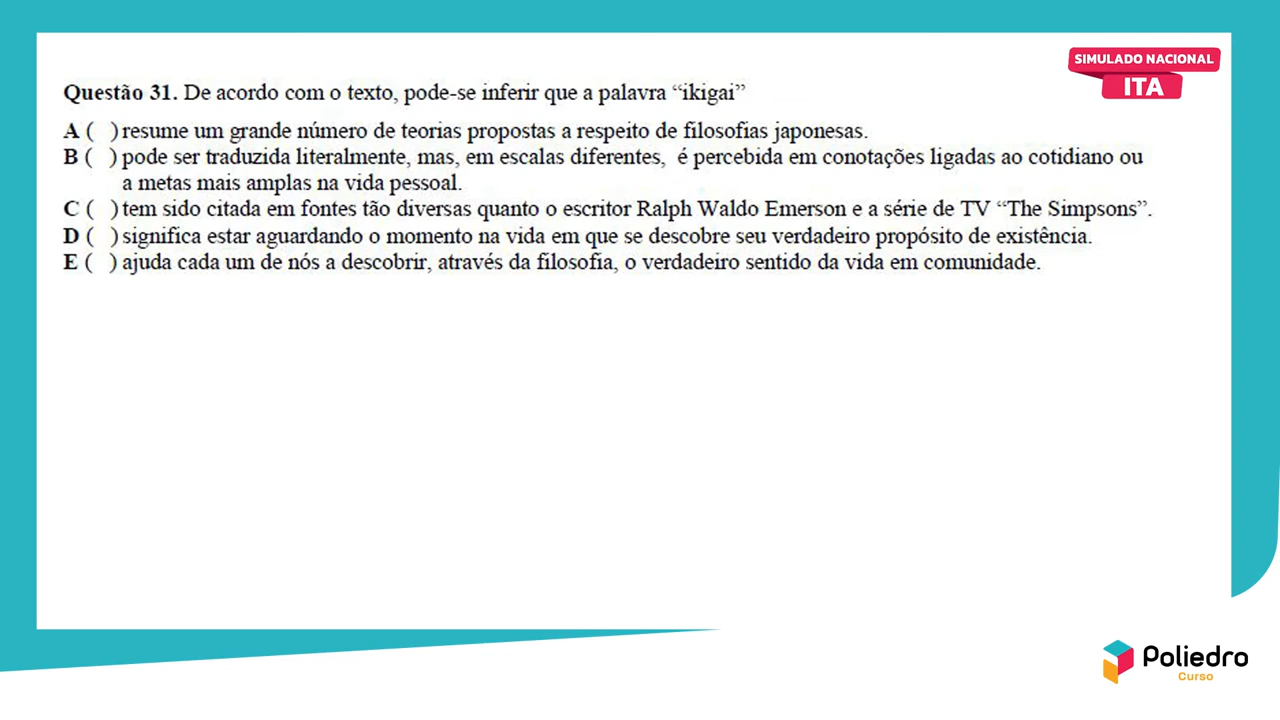 SIMULADO NACIONAL
ITA
Questão 31. De acordo com o texto, pode-se inferir que a palavra “ikigai”
A ( ) resume um grande número de teorias propostas a respeito de filosofias japonesas.
B ( ) pode ser traduzida literalmente, mas, em escalas diferentes, é percebida em conotações ligadas ao cotidiano ou
a metas mais amplas na vida pessoal.
C ( ) tem sido citada em fontes tão diversas quanto o escritor Ralph Waldo Emerson e a série de TV “The Simpsons”.
D ( ) significa estar aguardando o momento na vida em que se descobre seu verdadeiro propósito de existência.
E ( ) ajuda cada um de nós a descobrir, através da filosofia, o verdadeiro sentido da vida em comunidade.
Poliedro
Curso